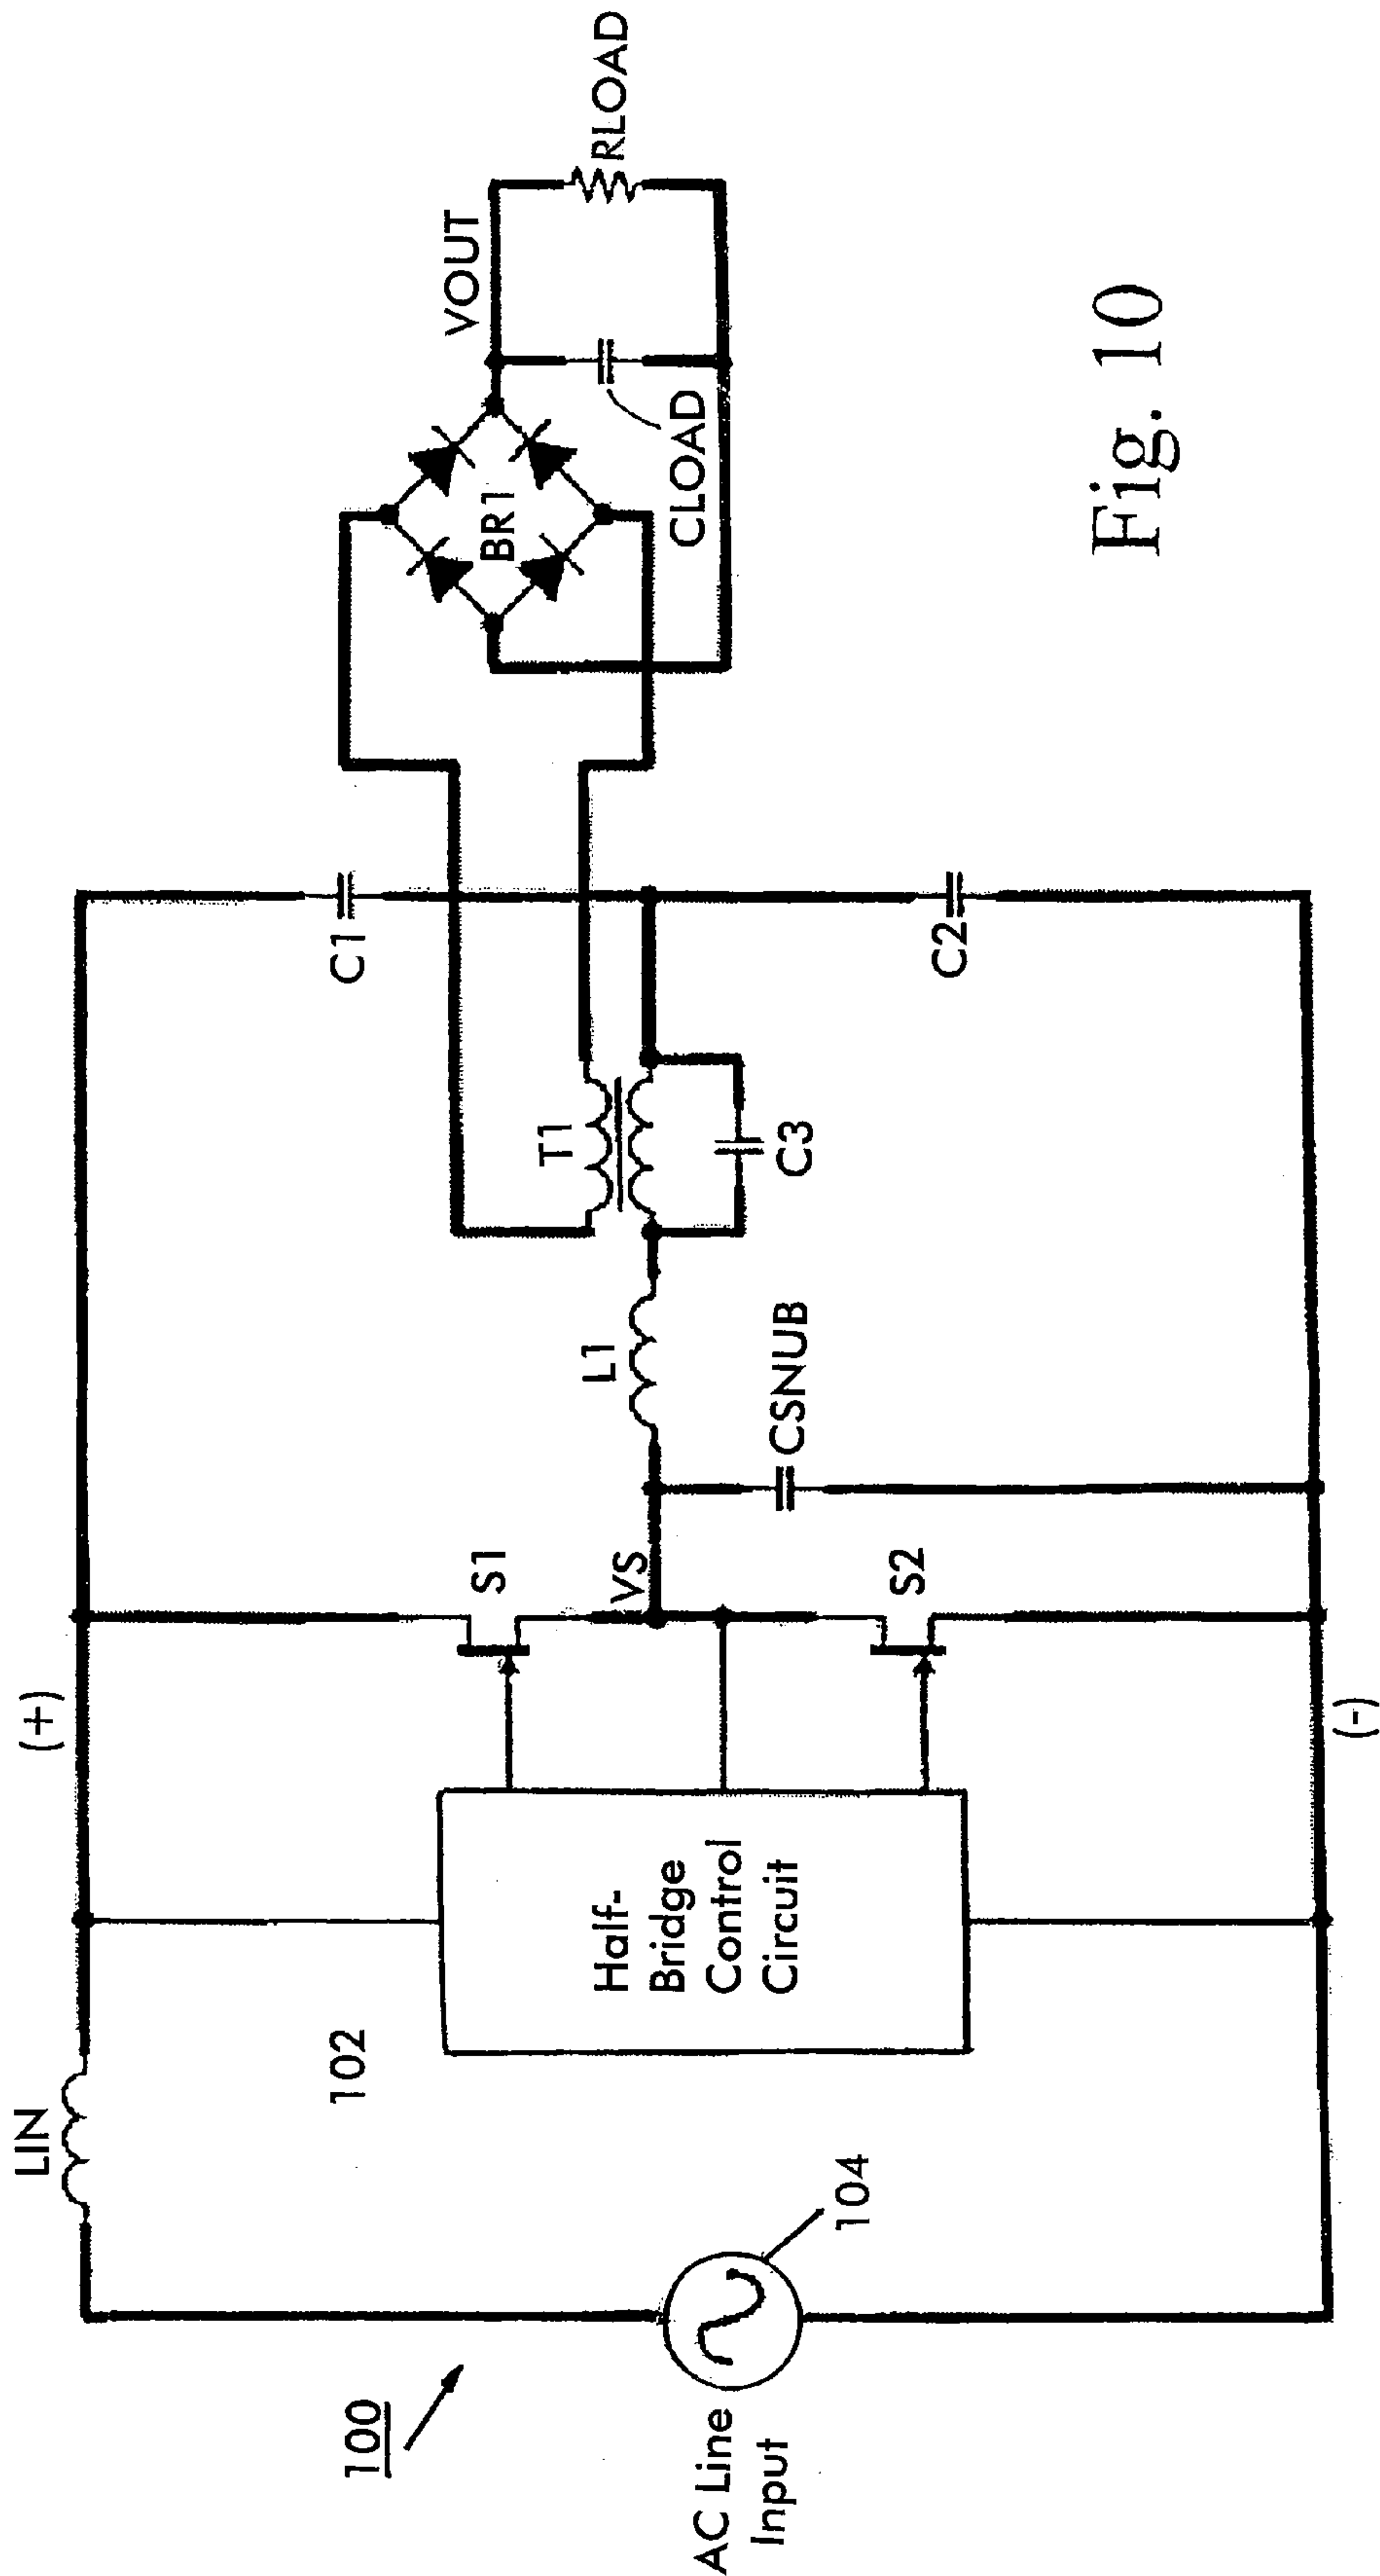 100
AC Line
Input
104
LIN
102
Half-
Bridge
Control
Circuit
(+)
(-)
S1
VS
S2
CSNUB
L1
T1
C3
C1
C2
BR1
VOUT
CLOAD
RLOAD
Fig. 10